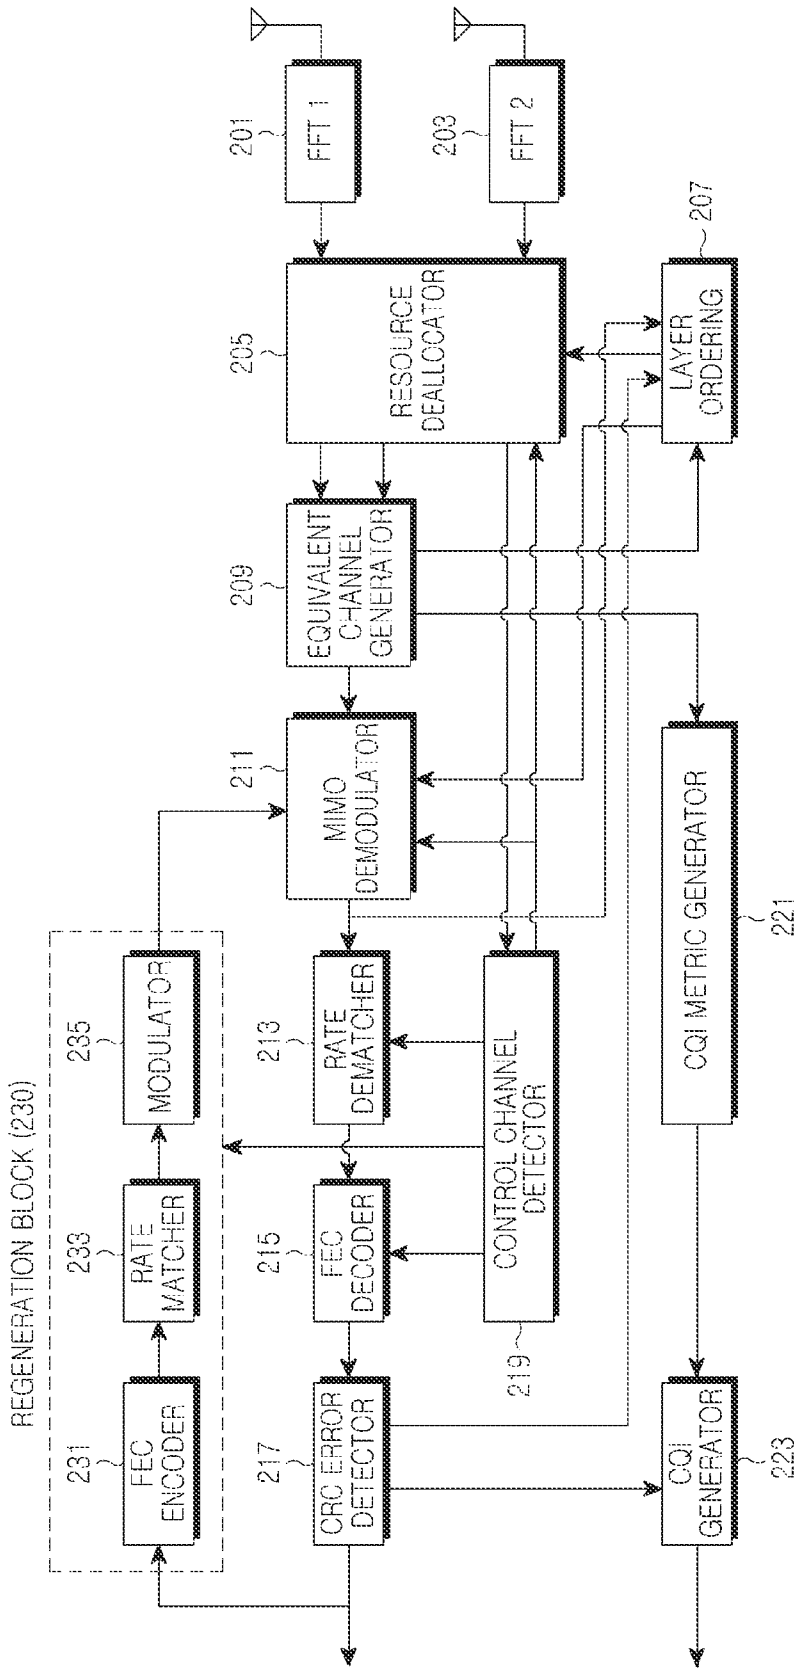 REGENERATION BLOCK (230)
231
FEC
ENCODER
233
RATE
MATCHER
235
MODULATOR
217
CRC ERROR
DETECTOR
215
FEC
DECODER
213
RATE
DEMATCHER
211
MIMO
DEMODULATOR
209
EQUIVALENT
CHANNEL
GENERATOR
205
RESOURCE
DEALLOCATOR
201
FFT 1
203
FFT 2
219
CONTROL CHANNEL
DETECTOR
207
LAYER
ORDERING
223
CQI
GENERATOR
221
CQI METRIC GENERATOR